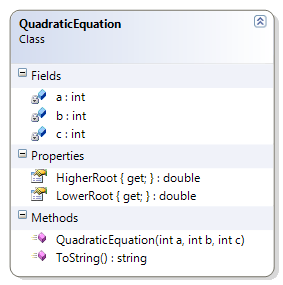 QuadraticEquation
Class
Fields
a : int
b : int
c : int
Properties
HigherRoot { get; } : double
LowerRoot { get; } : double
Methods
QuadraticEquation(int a, int b, int c)
ToString() : string